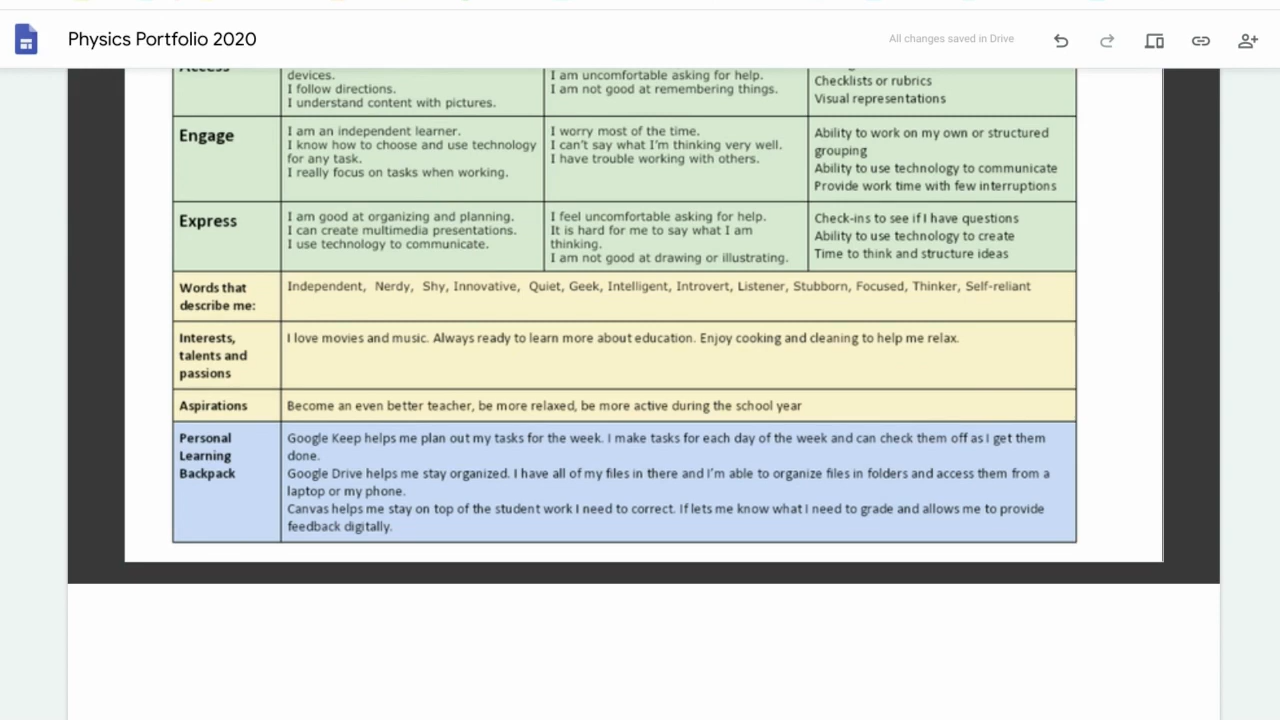 Physics Portfolio 2020
All changes saved in Drive
Access
devices.
I follow directions.
I understand content with pictures.
I am uncomfortable asking for help.
I am not good at remembering things.
Checklists or rubrics
Visual representations
Engage
I am an independent learner.
I know how to choose and use technology
for any task.
I really focus on tasks when working.
I worry most of the time.
I can't say what I'm thinking very well.
I have trouble working with others.
Ability to work on my own or structured
grouping
Ability to use technology to communicate
Provide work time with few interruptions
Express
I am good at organizing and planning.
I can create multimedia presentations.
I use technology to communicate.
I feel uncomfortable asking for help.
It is hard for me to say what I am
thinking.
I am not good at drawing or illustrating.
Check-ins to see if I have questions
Ability to use technology to create
Time to think and structure ideas
Words that
describe me:
Independent, Nerdy, Shy, Innovative, Quiet, Geek, Intelligent, Introvert, Listener, Stubborn, Focused, Thinker, Self-reliant
Interests,
talents and
passions
I love movies and music. Always ready to learn more about education. Enjoy cooking and cleaning to help me relax.
Aspirations
Become an even better teacher, be more relaxed, be more active during the school year
Personal
Learning
Backpack
Google Keep helps me plan out my tasks for the week. I make tasks for each day of the week and can check them off as I get them
done.
Google Drive helps me stay organized. I have all of my files in there and I'm able to organize files in folders and access them from a
laptop or my phone.
Canvas helps me stay on top of the student work I need to correct. If lets me know what I need to grade and allows me to provide
feedback digitally.